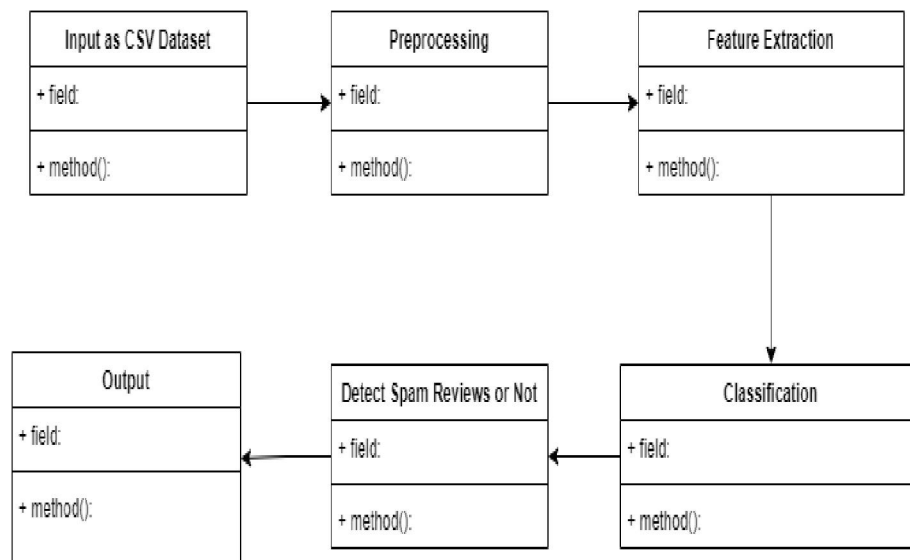 Input as CSV Dataset
+ field:
+ method():
Preprocessing
+ field:
+ method():
Feature Extraction
+ field:
+ method():
Classification
+ field:
+ method():
Detect Spam Reviews or Not
+ field:
+ method():
Output
+ field:
+ method():